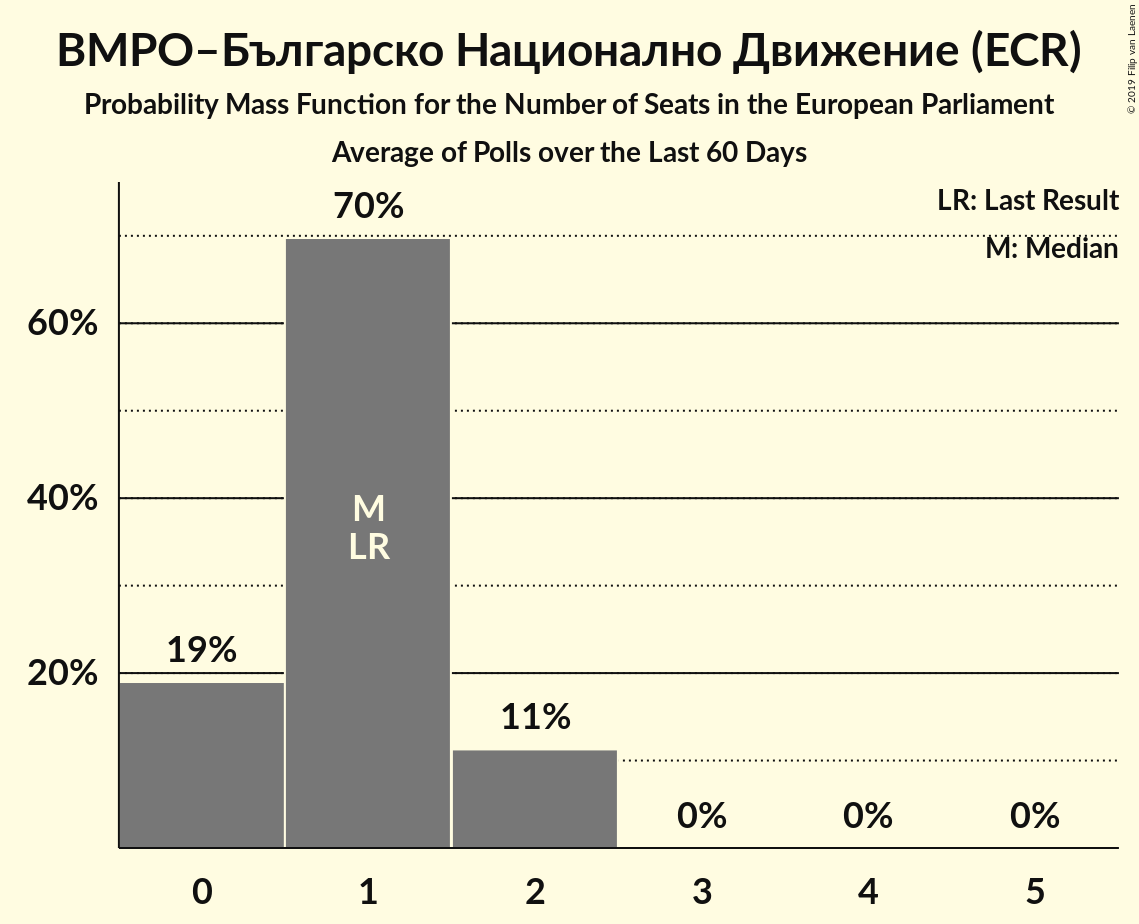 ВМРО–Българско Национално Движение (ECR)
Probability Mass Function for the Number of Seats in the European Parliament
Average of Polls over the Last 60 Days
© 2019 Filip van Laenen
LR: Last Result
M: Median
70%
60%
40%
20%
M
LR
19%
11%
0%
0%
0%
0
1
2
3
4
5